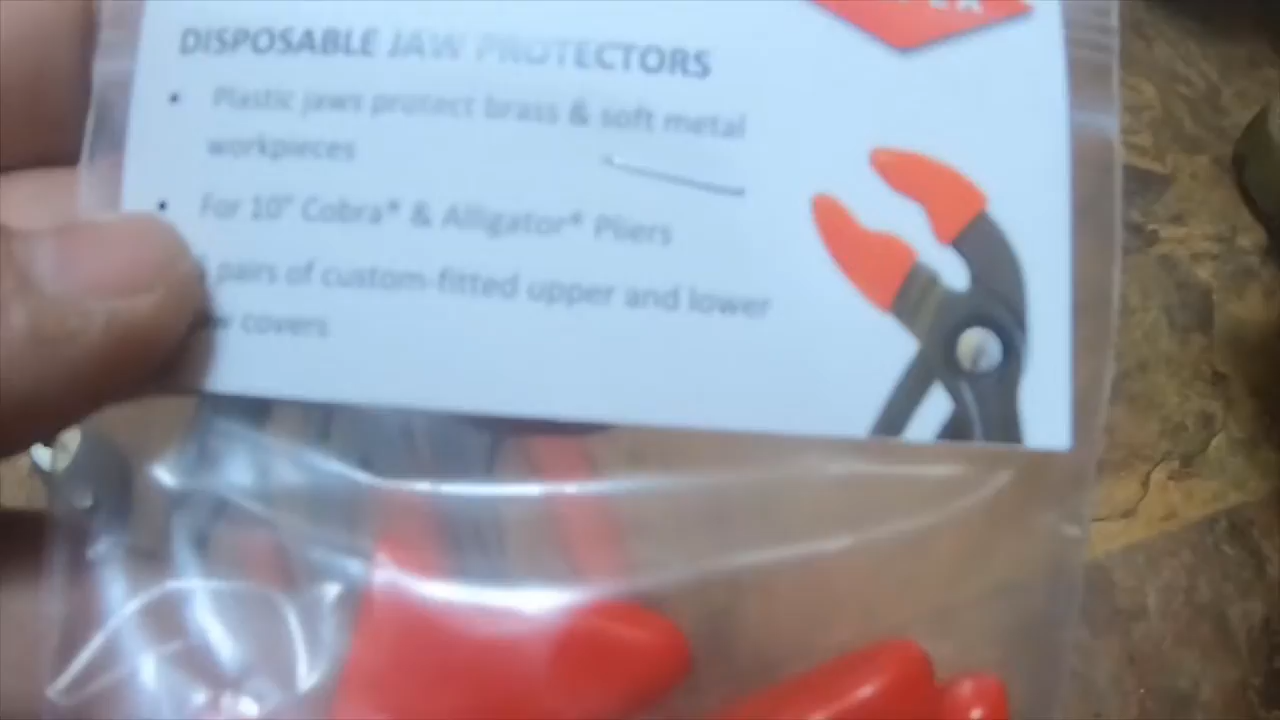 DISPOSABLE JAW PROTECTORS
• Plastic jaws protect brass & soft metal
workpieces
• For 10" Cobra® & Alligator® Pliers
pairs of custom-fitted upper and lower
covers